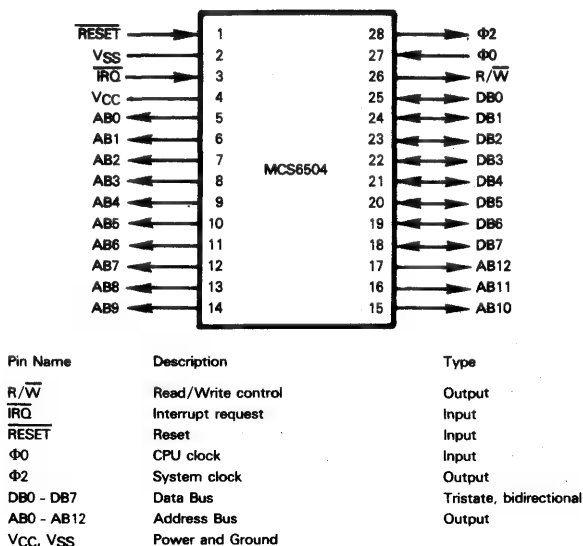 RESET 1 28 Φ2
VSS 2 27 Φ0
IRQ 3 26 R/W
VCC 4 25 DB0
AB0 5 24 DB1
AB1 6 23 DB2
AB2 7 22 DB3
AB3 8 MCS6504 21 DB4
AB4 9 20 DB5
AB5 10 19 DB6
AB6 11 18 DB7
AB7 12 17 AB12
AB8 13 16 AB11
AB9 14 15 AB10
Pin Name Description Type
R/W Read/Write control Output
IRQ Interrupt request Input
RESET Reset Input
Φ0 CPU clock Input
Φ2 System clock Output
DB0 - DB7 Data Bus Tristate, bidirectional
AB0 - AB12 Address Bus Output
VCC, VSS Power and Ground